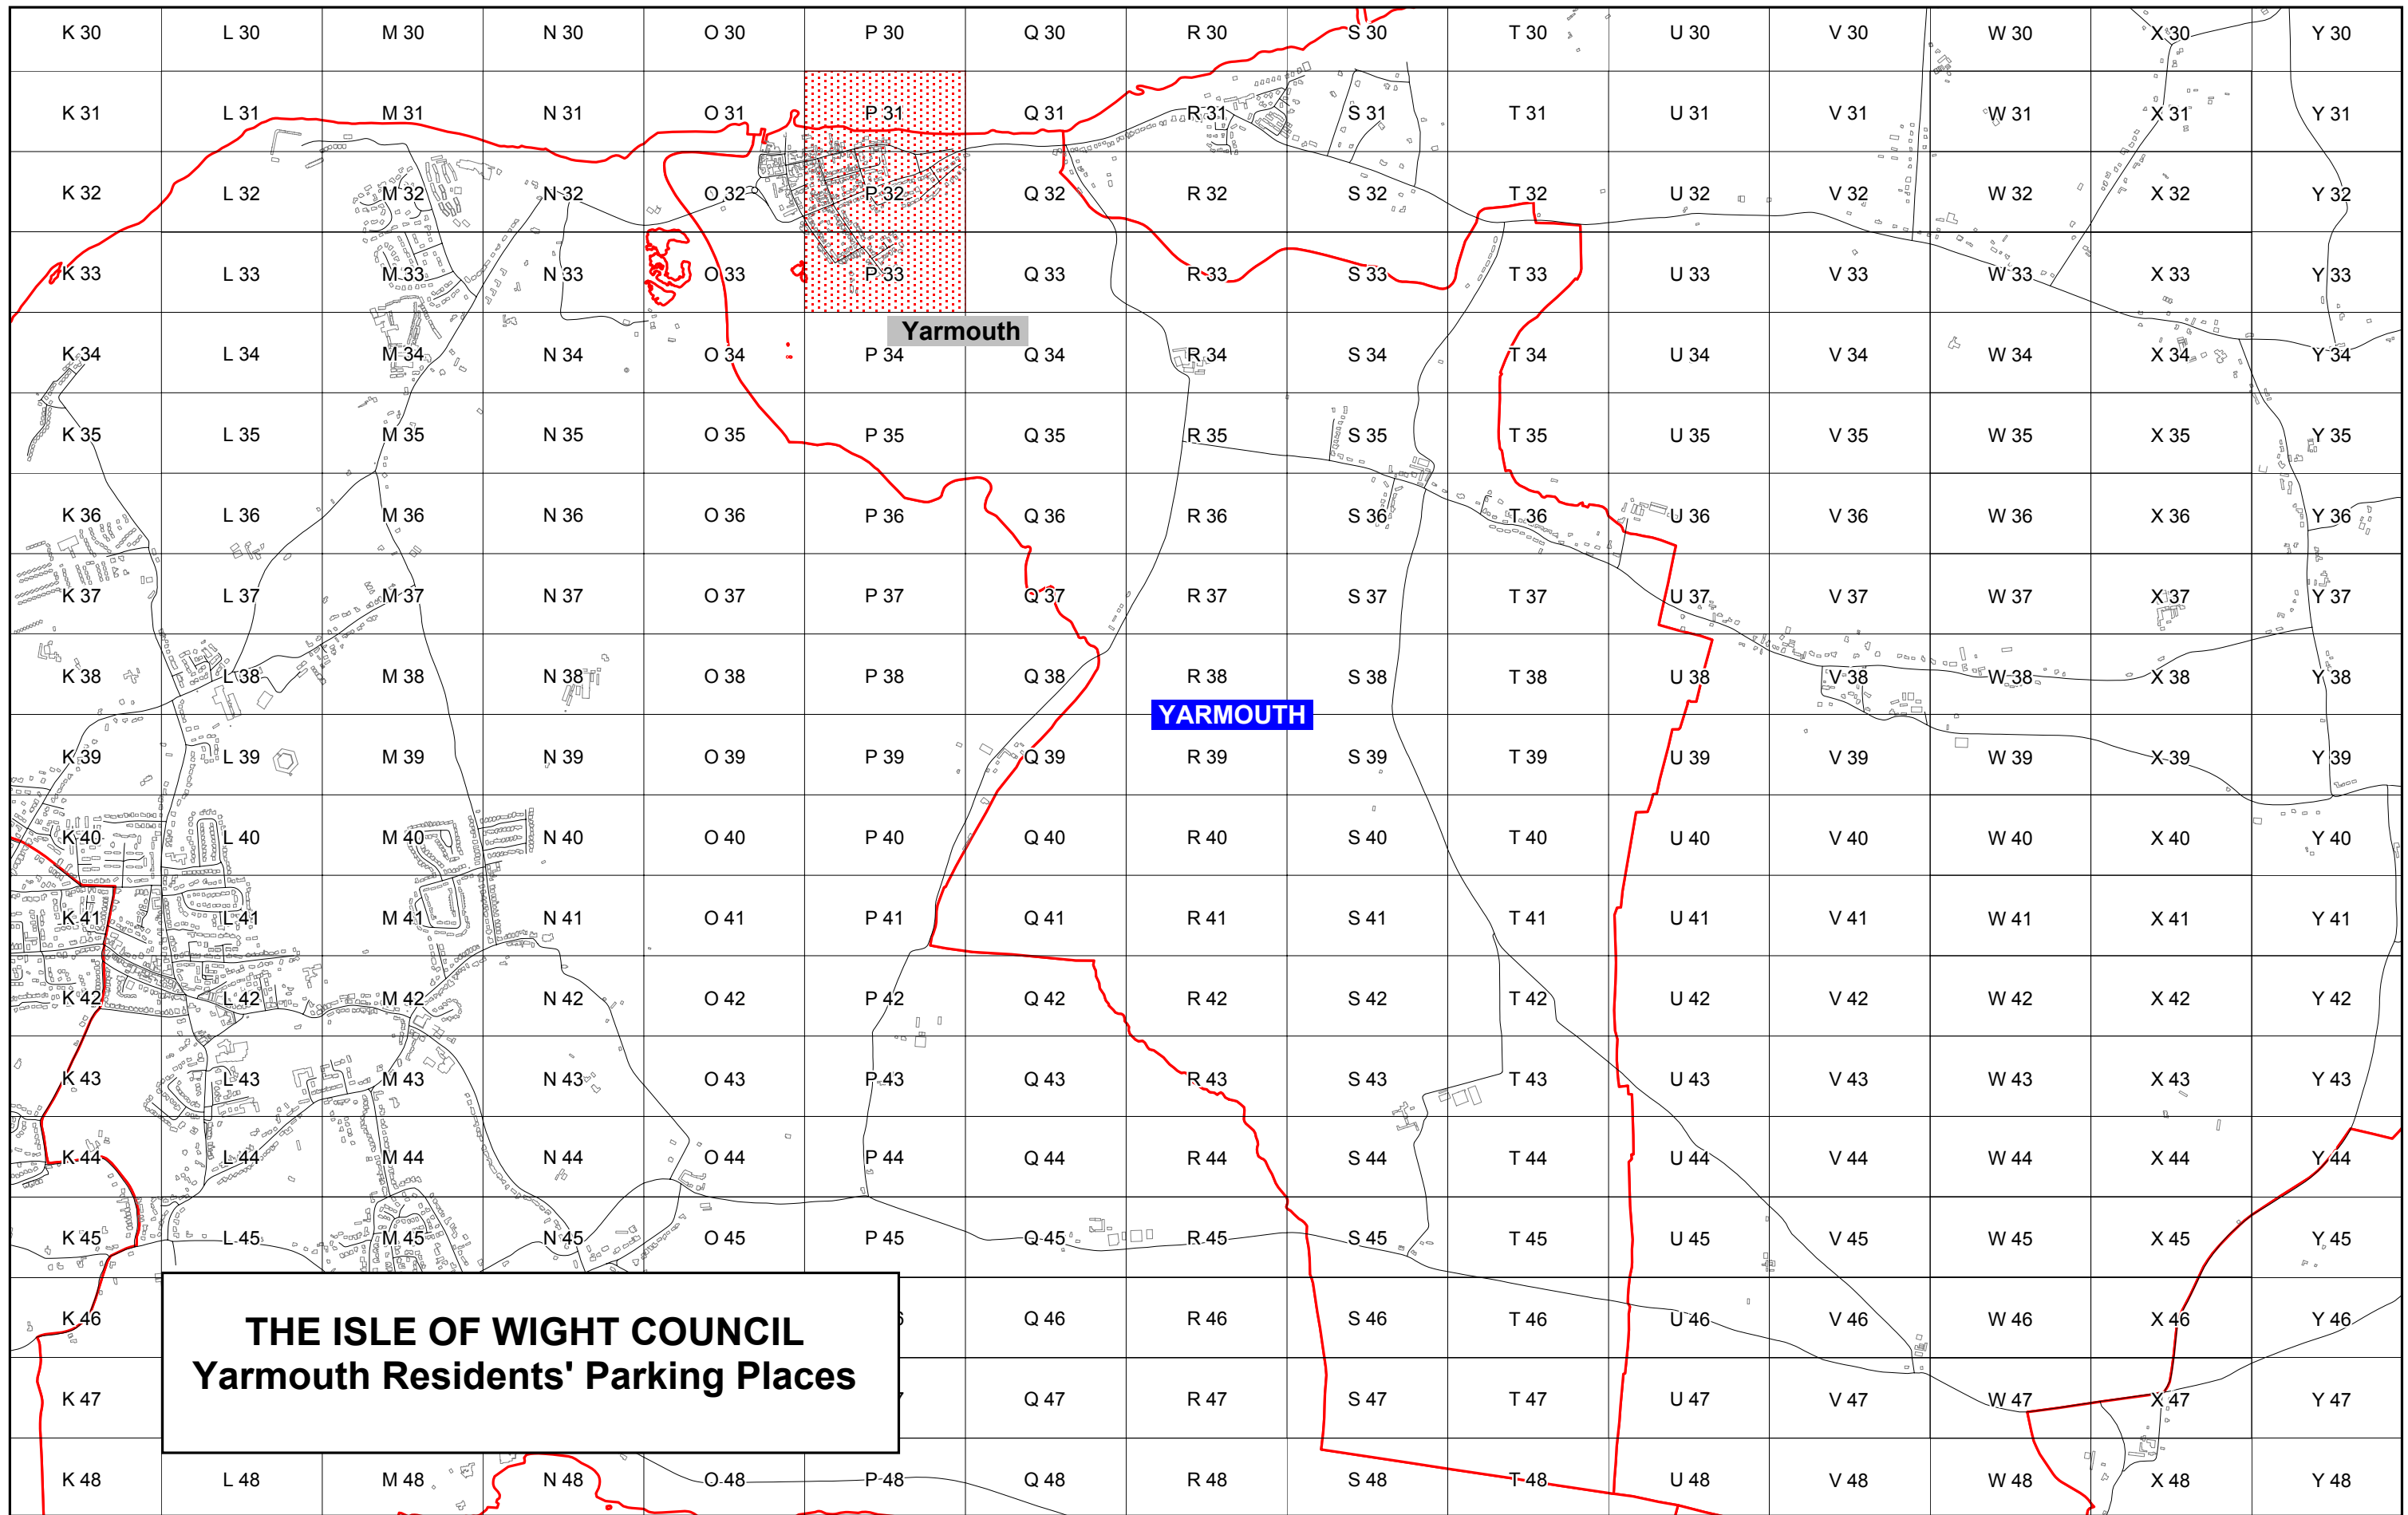 K 30 L 30 M 30 N 30 O 30 P 30 Q 30 R 30 S 30 T 30 U 30 V 30 W 30 X 30 Y 30
K 31 L 31 M 31 N 31 O 31 P 31 Q 31 R 31 S 31 T 31 U 31 V 31 W 31 X 31 Y 31
K 32 L 32 M 32 N 32 O 32 P 32 Q 32 R 32 S 32 T 32 U 32 V 32 W 32 X 32 Y 32
K 33 L 33 M 33 N 33 O 33 P 33 Q 33 R 33 S 33 T 33 U 33 V 33 W 33 X 33 Y 33
Yarmouth
K 34 L 34 M 34 N 34 O 34 P 34 Q 34 R 34 S 34 T 34 U 34 V 34 W 34 X 34 Y 34
K 35 L 35 M 35 N 35 O 35 P 35 Q 35 R 35 S 35 T 35 U 35 V 35 W 35 X 35 Y 35
K 36 L 36 M 36 N 36 O 36 P 36 Q 36 R 36 S 36 T 36 U 36 V 36 W 36 X 36 Y 36
K 37 L 37 M 37 N 37 O 37 P 37 Q 37 R 37 S 37 T 37 U 37 V 37 W 37 X 37 Y 37
K 38 L 38 M 38 N 38 O 38 P 38 Q 38 R 38 S 38 T 38 U 38 V 38 W 38 X 38 Y 38
YARMOUTH
K 39 L 39 M 39 N 39 O 39 P 39 Q 39 R 39 S 39 T 39 U 39 V 39 W 39 X 39 Y 39
K 40 L 40 M 40 N 40 O 40 P 40 Q 40 R 40 S 40 T 40 U 40 V 40 W 40 X 40 Y 40
K 41 L 41 M 41 N 41 O 41 P 41 Q 41 R 41 S 41 T 41 U 41 V 41 W 41 X 41 Y 41
K 42 L 42 M 42 N 42 O 42 P 42 Q 42 R 42 S 42 T 42 U 42 V 42 W 42 X 42 Y 42
K 43 L 43 M 43 N 43 O 43 P 43 Q 43 R 43 S 43 T 43 U 43 V 43 W 43 X 43 Y 43
K 44 L 44 M 44 N 44 O 44 P 44 Q 44 R 44 S 44 T 44 U 44 V 44 W 44 X 44 Y 44
K 45 L 45 M 45 N 45 O 45 P 45 Q 45 R 45 S 45 T 45 U 45 V 45 W 45 X 45 Y 45
K 46 Q 46 R 46 S 46 T 46 U 46 V 46 W 46 X 46 Y 46
THE ISLE OF WIGHT COUNCIL
Yarmouth Residents' Parking Places
K 47 Q 47 R 47 S 47 T 47 U 47 V 47 W 47 X 47 Y 47
K 48 L 48 M 48 N 48 O 48 P 48 Q 48 R 48 S 48 T 48 U 48 V 48 W 48 X 48 Y 48